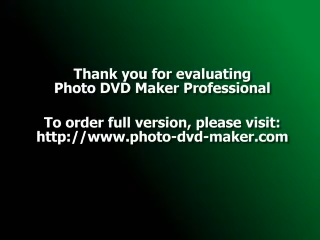 Thank you for evaluating
Photo DVD Maker Professional
To order full version, please visit:
http://www.photo-dvd-maker.com